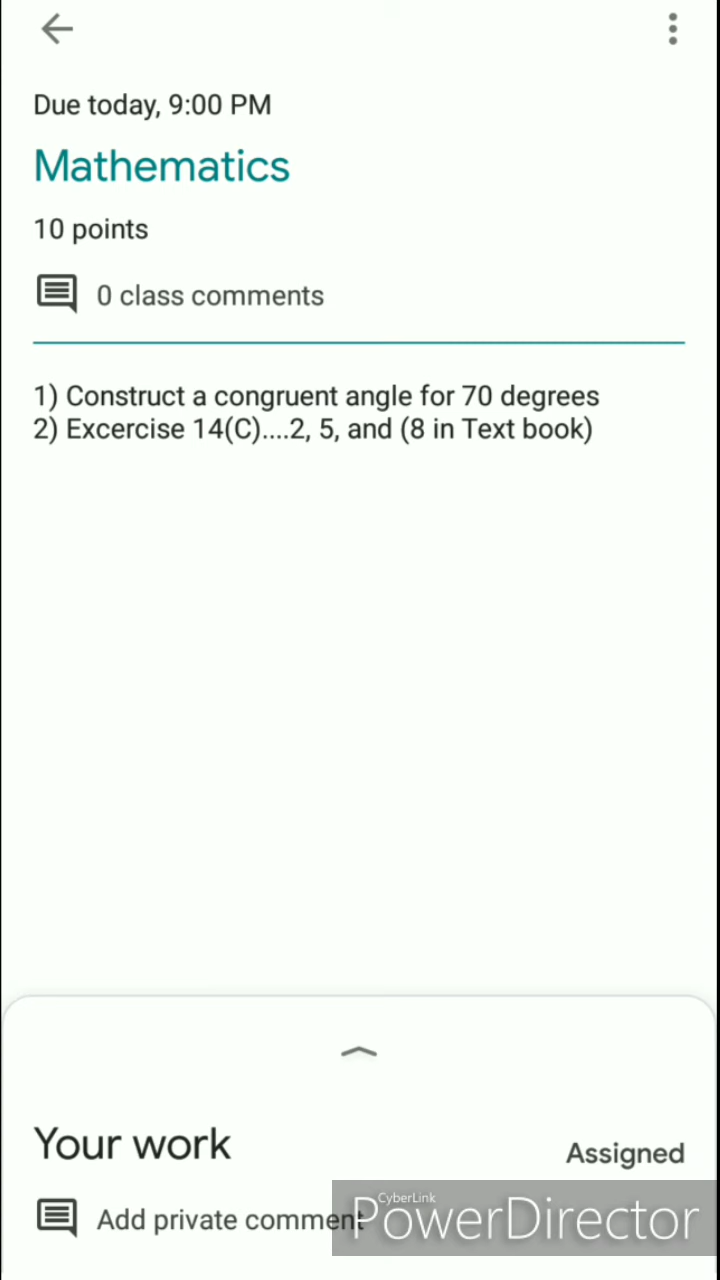 Due today, 9:00 PM
Mathematics
10 points
0 class comments
1) Construct a congruent angle for 70 degrees
2) Excercise 14(C)....2, 5, and (8 in Text book)
Your work
Assigned
Add private comment
CyberLink
PowerDirector